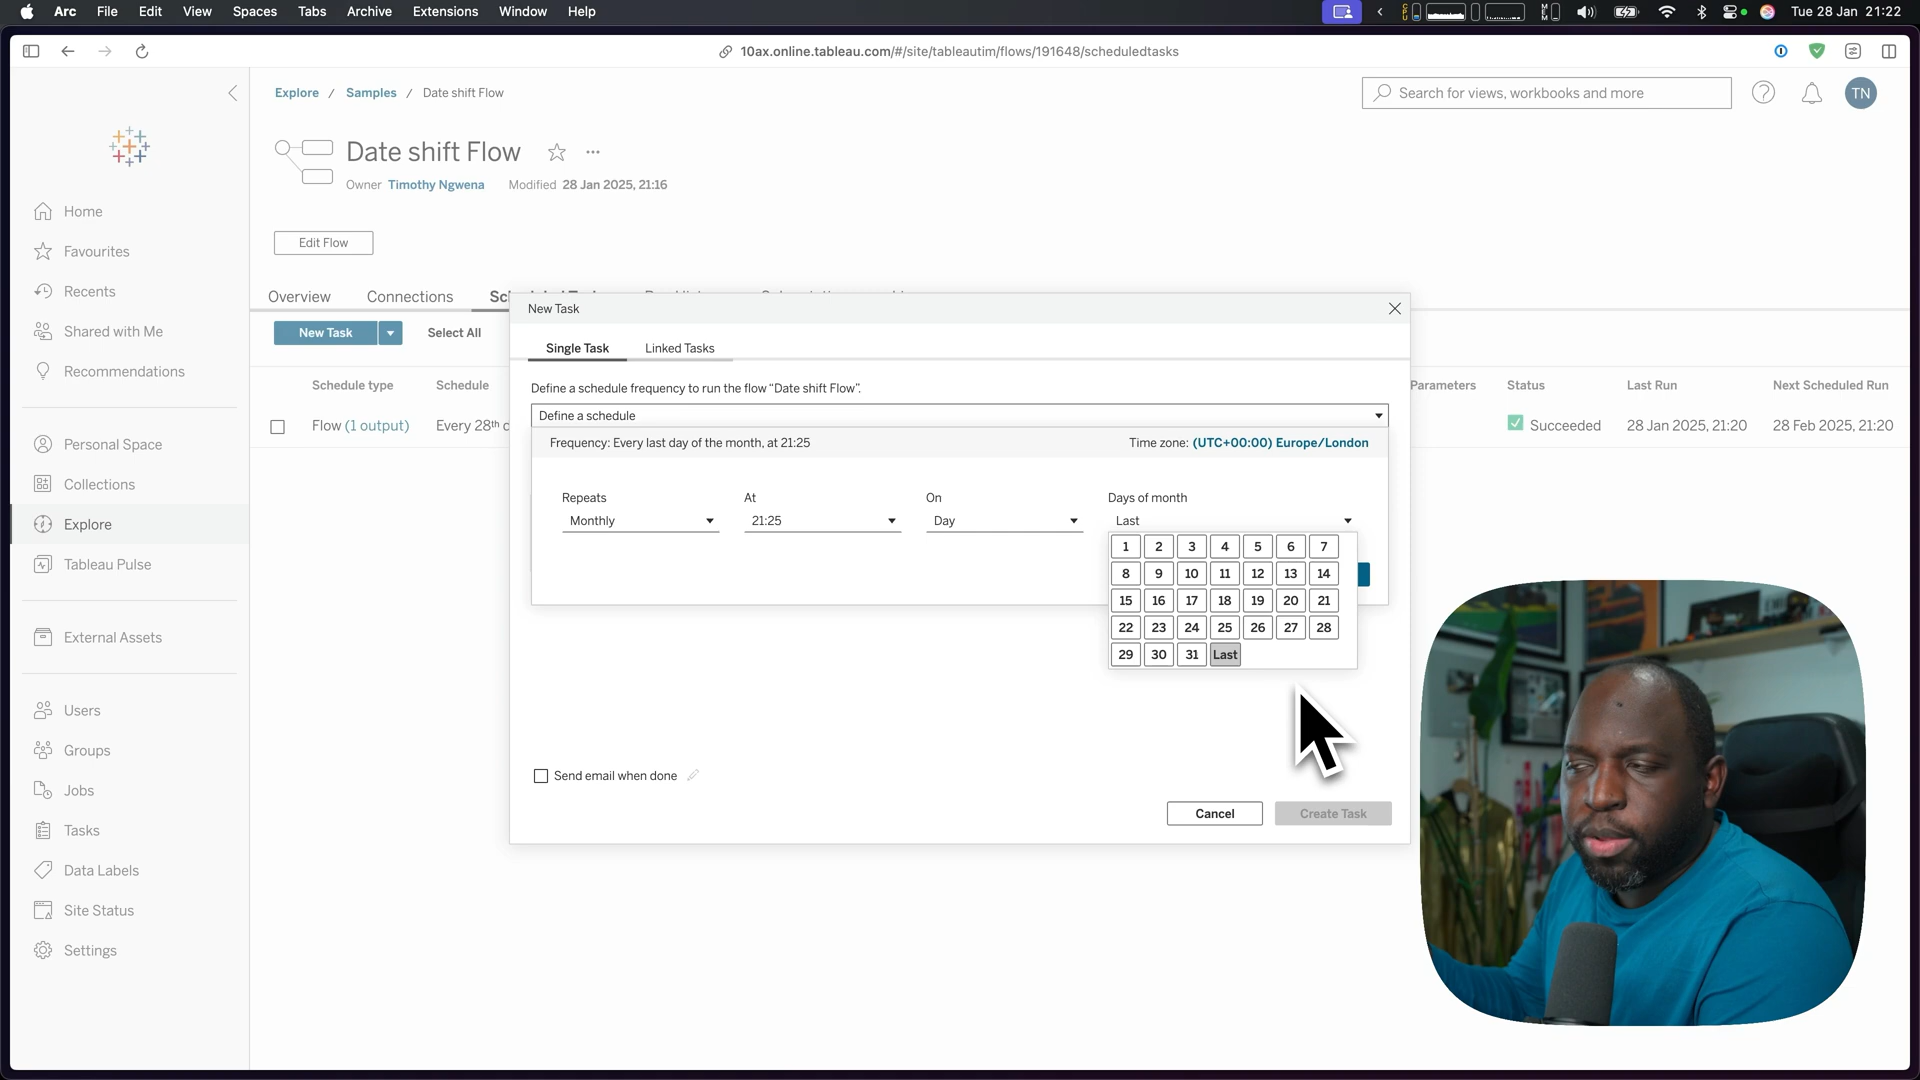 Arc File Edit View Spaces Tabs Archive Extensions Window Help
Tue 28 Jan 21:22
10ax.online.tableau.com/#/site/tableautim/flows/191648/scheduledtasks
Explore / Samples / Date shift Flow
Search for views, workbooks and more
TN
Date shift Flow
Owner Timothy Ngwena Modified 28 Jan 2025, 21:16
Edit Flow
Home
Favourites
Recents
Shared with Me
Recommendations
Personal Space
Collections
Explore
Tableau Pulse
External Assets
Users
Groups
Jobs
Tasks
Data Labels
Site Status
Settings
Overview Connections
New Task Select All
Schedule type Schedule Parameters Status Last Run Next Scheduled Run
Flow (1 output) Every 28th Succeeded 28 Jan 2025, 21:20 28 Feb 2025, 21:20
New Task
Single Task Linked Tasks
Define a schedule frequency to run the flow “Date shift Flow”.
Define a schedule
Frequency: Every last day of the month, at 21:25 Time zone: (UTC+00:00) Europe/London
Repeats At On Days of month
Monthly 21:25 Day Last
1 2 3 4 5 6 7
8 9 10 11 12 13 14
15 16 17 18 19 20 21
22 23 24 25 26 27 28
29 30 31 Last
Send email when done
Cancel Create Task